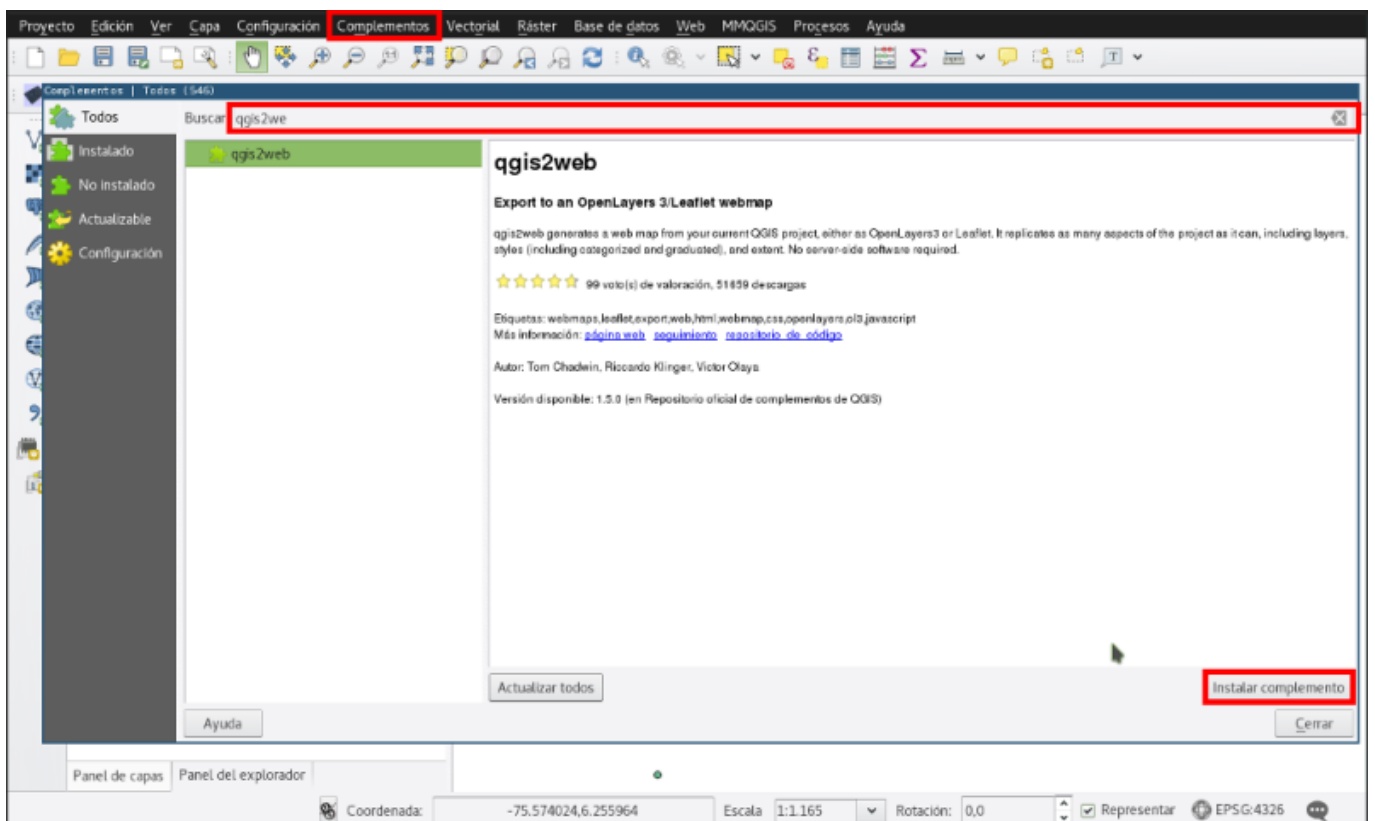 Proyecto Edición Ver Capa Configuración Complementos Vectorial Ráster Base de datos Web MMQGIS Procesos Ayuda
Complementos | Todos (546)
Todos
Buscar qgis2we
Instalado
No instalado
Actualizable
Configuración
qgis2web
qgis2web
Export to an OpenLayers 3/Leaflet webmap
qgis2web generates a web map from your current QGIS project, either as OpenLayers3 or Leaflet. It replicates as many aspects of the project as it can, including layers,
styles (including categorized and graduated), and extent. No server-side software required.
99 voto(s) de valoración, 51659 descargas
Etiquetas: webmaps,leaflet,export,web,html,webmap,css,openlayers,ol3,javascript
Más información: página web seguimiento repositorio de código
Autor: Tom Chadwin, Riccardo Klinger, Victor Olaya
Versión disponible: 1.5.0 (en Repositorio oficial de complementos de QGIS)
Actualizar todos
Instalar complemento
Ayuda
Cerrar
Panel de capas Panel del explorador
Coordenada: -75.574024,6.255964 Escala 1:1.165 Rotación: 0,0 Representar EPSG:4326